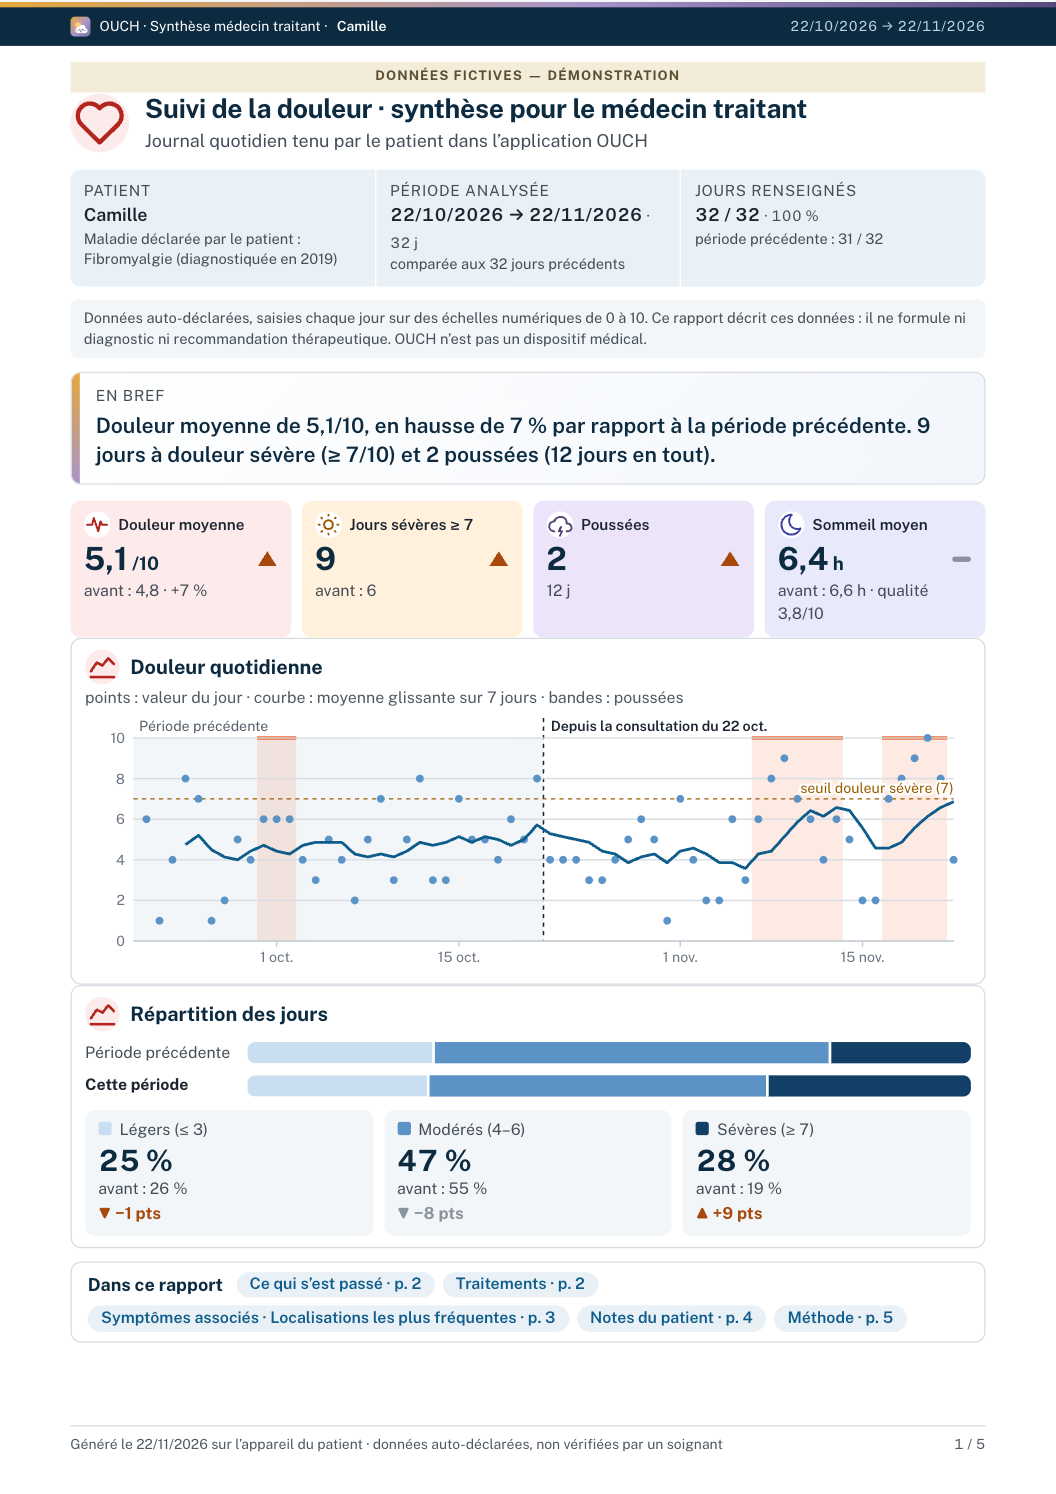 OUCH · Synthèse médecin traitant · Camille
22/10/2026 → 22/11/2026
DONNÉES FICTIVES — DÉMONSTRATION
Suivi de la douleur · synthèse pour le médecin traitant
Journal quotidien tenu par le patient dans l’application OUCH
PATIENT
Camille
Maladie déclarée par le patient :
Fibromyalgie (diagnostiquée en 2019)
PÉRIODE ANALYSÉE
22/10/2026 → 22/11/2026 ·
32 j
comparée aux 32 jours précédents
JOURS RENSEIGNÉS
32 / 32 · 100 %
période précédente : 31 / 32
Données auto-déclarées, saisies chaque jour sur des échelles numériques de 0 à 10. Ce rapport décrit ces données : il ne formule ni
diagnostic ni recommandation thérapeutique. OUCH n’est pas un dispositif médical.
EN BREF
Douleur moyenne de 5,1/10, en hausse de 7 % par rapport à la période précédente. 9
jours à douleur sévère (≥ 7/10) et 2 poussées (12 jours en tout).
Douleur moyenne
5,1 /10
avant : 4,8 · +7 %
Jours sévères ≥ 7
9
avant : 6
Poussées
2
12 j
Sommeil moyen
6,4 h
avant : 6,6 h · qualité
3,8/10
Douleur quotidienne
points : valeur du jour · courbe : moyenne glissante sur 7 jours · bandes : poussées
Période précédente
Depuis la consultation du 22 oct.
10
8
seuil douleur sévère (7)
6
4
2
0
1 oct.
15 oct.
1 nov.
15 nov.
Répartition des jours
Période précédente
Cette période
Légers (≤ 3)
25 %
avant : 26 %
▼ −1 pts
Modérés (4–6)
47 %
avant : 55 %
▼ −8 pts
Sévères (≥ 7)
28 %
avant : 19 %
▲ +9 pts
Dans ce rapport
Ce qui s’est passé · p. 2
Traitements · p. 2
Symptômes associés · Localisations les plus fréquentes · p. 3
Notes du patient · p. 4
Méthode · p. 5
Généré le 22/11/2026 sur l’appareil du patient · données auto-déclarées, non vérifiées par un soignant
1 / 5